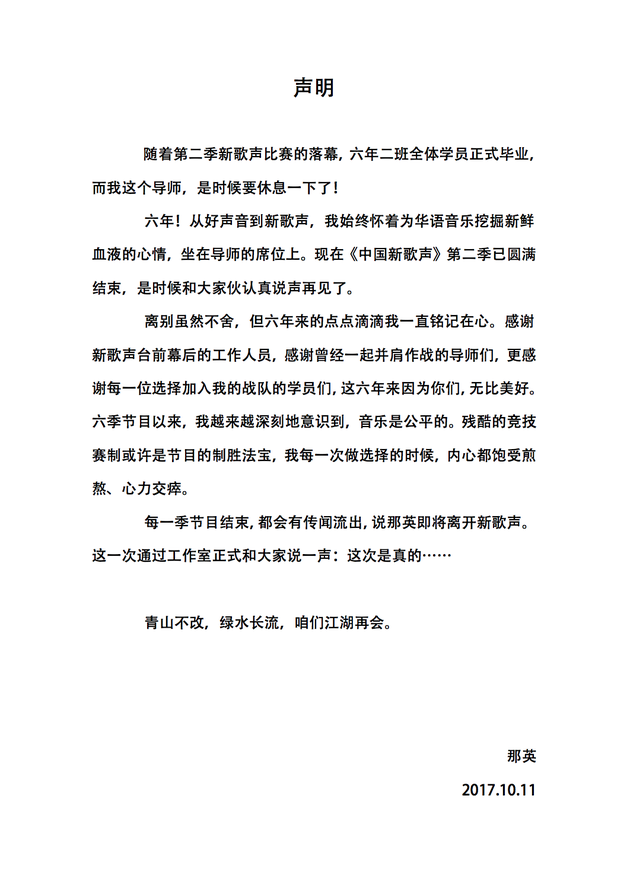 声明
随着第二季新歌声比赛的落幕，六年二班全体学员正式毕业，
而我这个导师，是时候要休息一下了！
六年！从好声音到新歌声，我始终怀着为华语音乐挖掘新鲜
血液的心情，坐在导师的席位上。现在《中国新歌声》第二季已圆满
结束，是时候和大家伙认真说声再见了。
离别虽然不舍，但六年来的点点滴滴我一直铭记在心。感谢
新歌声台前幕后的工作人员，感谢曾经一起并肩作战的导师们，更感
谢每一位选择加入我的战队的学员们，这六年来因为你们，无比美好。
六季节目以来，我越来越深刻地意识到，音乐是公平的。残酷的竞技
赛制或许是节目的制胜法宝，我每一次做选择的时候，内心都饱受煎
熬、心力交瘁。
每一季节目结束，都会有传闻流出，说那英即将离开新歌声。
这一次通过工作室正式和大家说一声：这次是真的……
青山不改，绿水长流，咱们江湖再会。
那英
2017.10.11